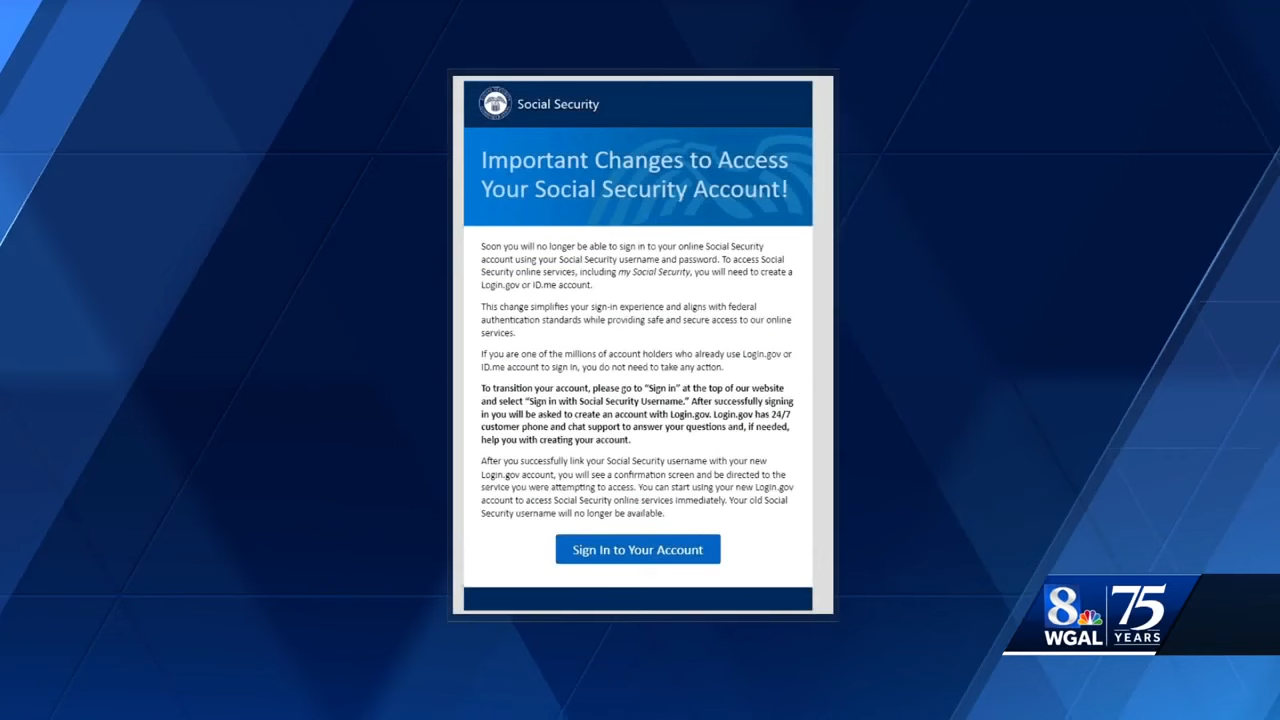 Social Security
Important Changes to Access
Your Social Security Account!
Soon you will no longer be able to sign in to your online Social Security
account using your Social Security username and password. To access Social
Security online services, including my Social Security, you will need to create a
Login.gov or ID.me account.
This change simplifies your sign-in experience and aligns with federal
authentication standards while providing safe and secure access to our online
services.
If you are one of the millions of account holders who already use Login.gov or
ID.me account to sign in, you do not need to take any action.
To transition your account, please go to "Sign in" at the top of our website
and select "Sign in with Social Security Username." After successfully signing
in you will be asked to create an account with Login.gov. Login.gov has 24/7
customer phone and chat support to answer your questions and, if needed,
help you with creating your account.
After you successfully link your Social Security username with your new
Login.gov account, you will see a confirmation screen and be directed to the
service you were attempting to access. You can start using your new Login.gov
account to access Social Security online services immediately. Your old Social
Security username will no longer be available.
Sign In to Your Account
8 75
WGAL YEARS